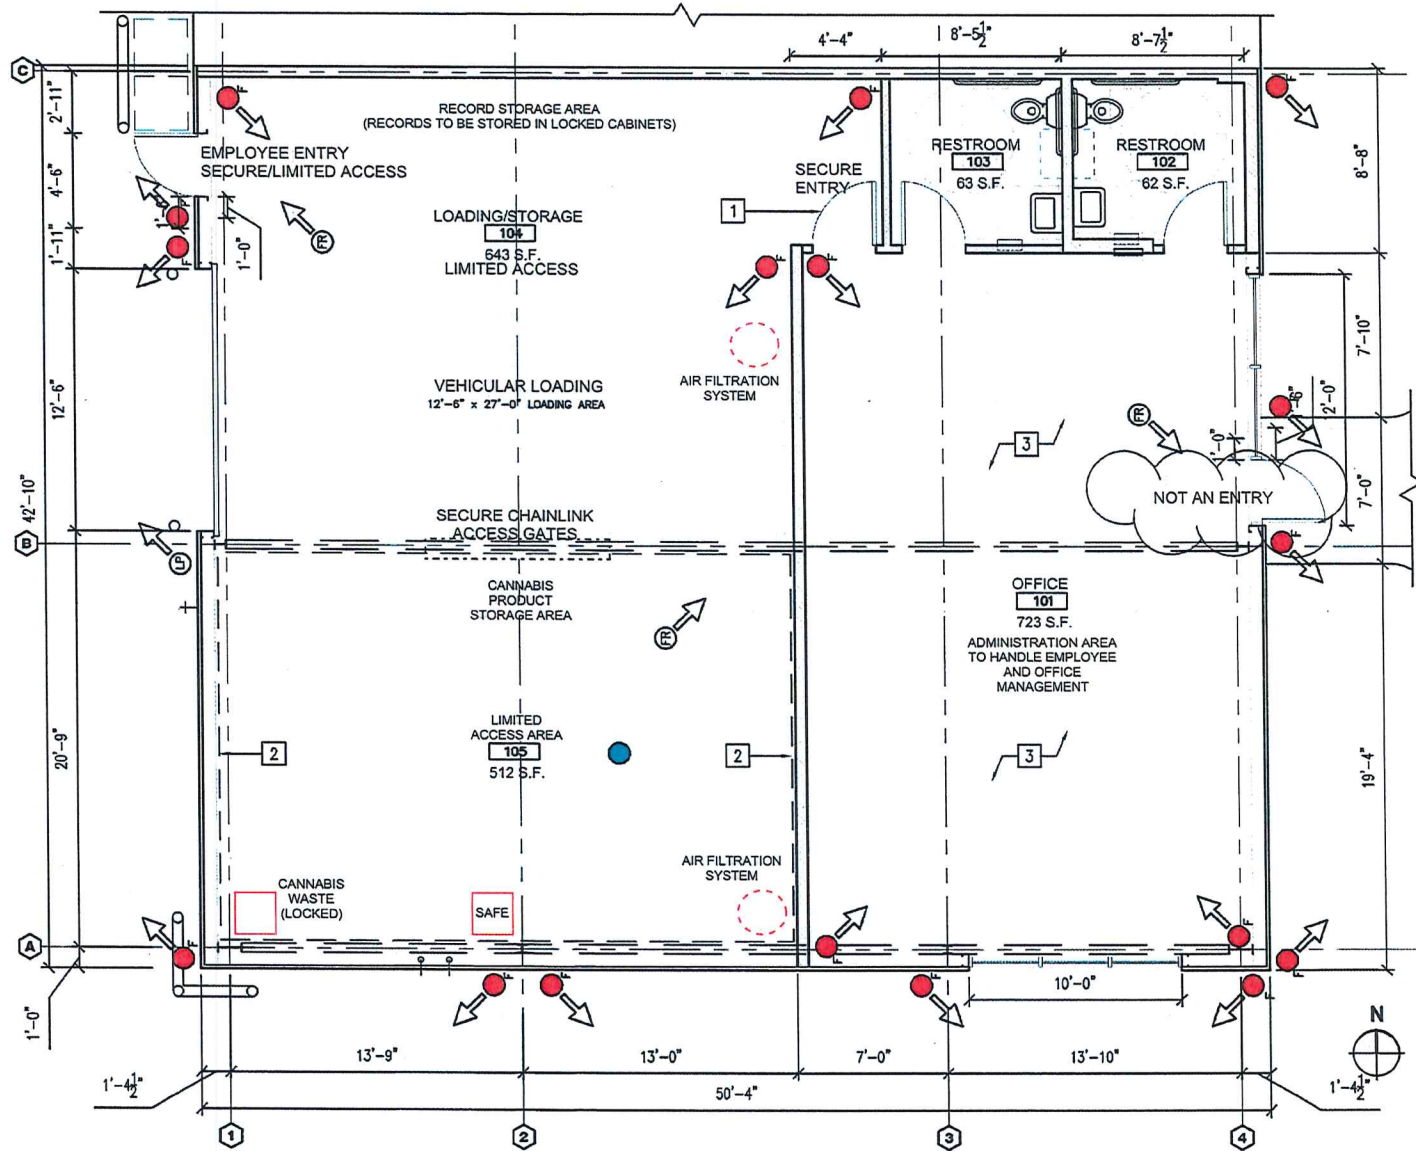 4'-4"
8'-5½"
8'-7½"
C
2'-11"
F
F
F
RECORD STORAGE AREA
(RECORDS TO BE STORED IN LOCKED CABINETS)
EMPLOYEE ENTRY
SECURE/LIMITED ACCESS
RESTROOM
103
63 S.F.
RESTROOM
102
62 S.F.
SECURE
ENTRY
1
8'-8"
4'-6"
1'-11"
1'-0"
FR
LOADING/STORAGE
104
643 S.F.
LIMITED ACCESS
F
F
F
7'-10"
AIR FILTRATION
SYSTEM
VEHICULAR LOADING
12'-6" x 27'-0" LOADING AREA
12'-6"
42'-10"
FR
3
1'-0"
2'-0"
NOT AN ENTRY
7'-0"
F
SECURE CHAINLINK
ACCESS GATES
B
LP
CANNABIS
PRODUCT
STORAGE AREA
FR
OFFICE
101
723 S.F.
ADMINISTRATION AREA
TO HANDLE EMPLOYEE
AND OFFICE
MANAGEMENT
20'-9"
2
LIMITED
ACCESS AREA
105
512 S.F.
2
3
19'-4"
CANNABIS
WASTE
(LOCKED)
SAFE
AIR FILTRATION
SYSTEM
A
F
F
F
F
F
F
F
F
10'-0"
1'-0"
N
13'-9"
13'-0"
7'-0"
13'-10"
1'-4½"
50'-4"
1'-4½"
1
2
3
4